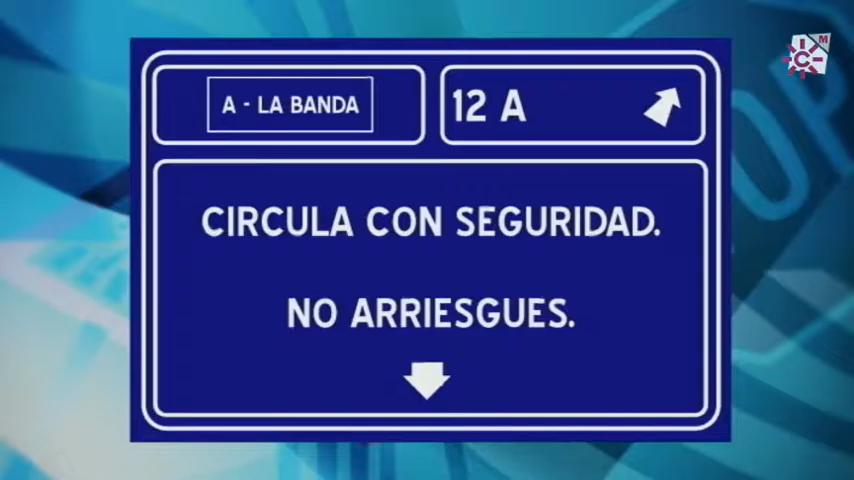 A - LA BANDA
12 A
CIRCULA CON SEGURIDAD.
NO ARRIESGUES.
C M